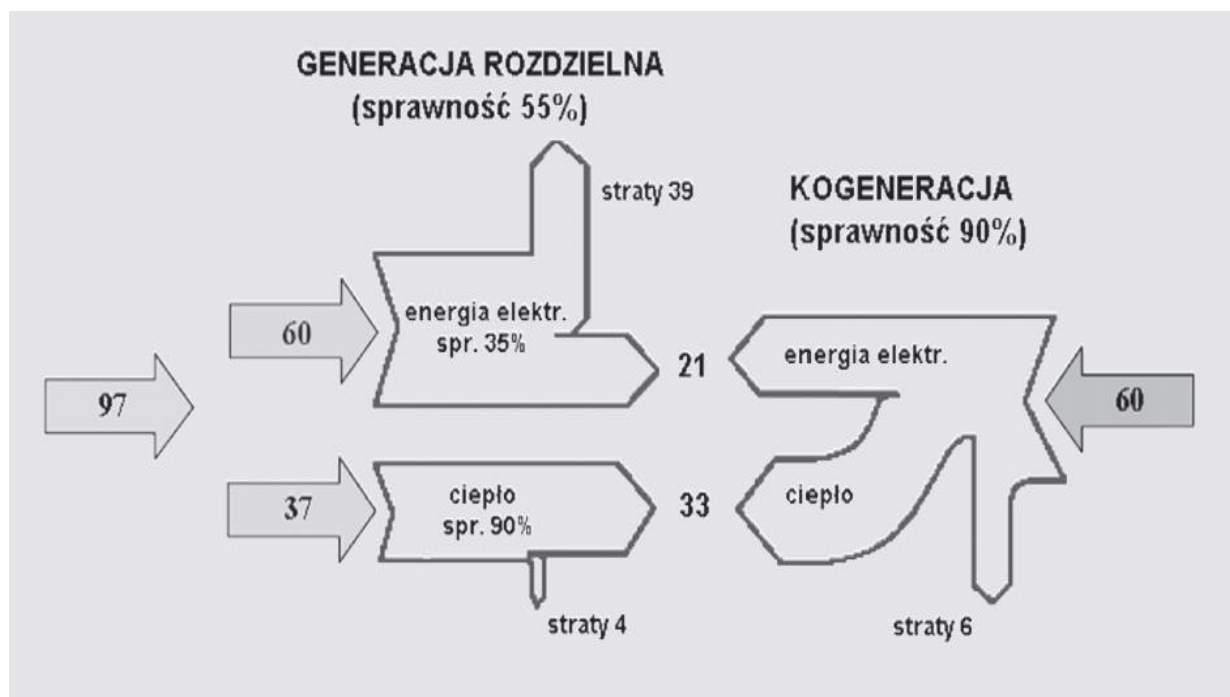 GENERACJA ROZDZIELNA
(sprawność 55%)
straty 39
KOGENERACJA
(sprawność 90%)
60
energia elektr.
spr. 35%
21
energia elektr.
97
60
37
ciepło
spr. 90%
33
ciepło
straty 4
straty 6